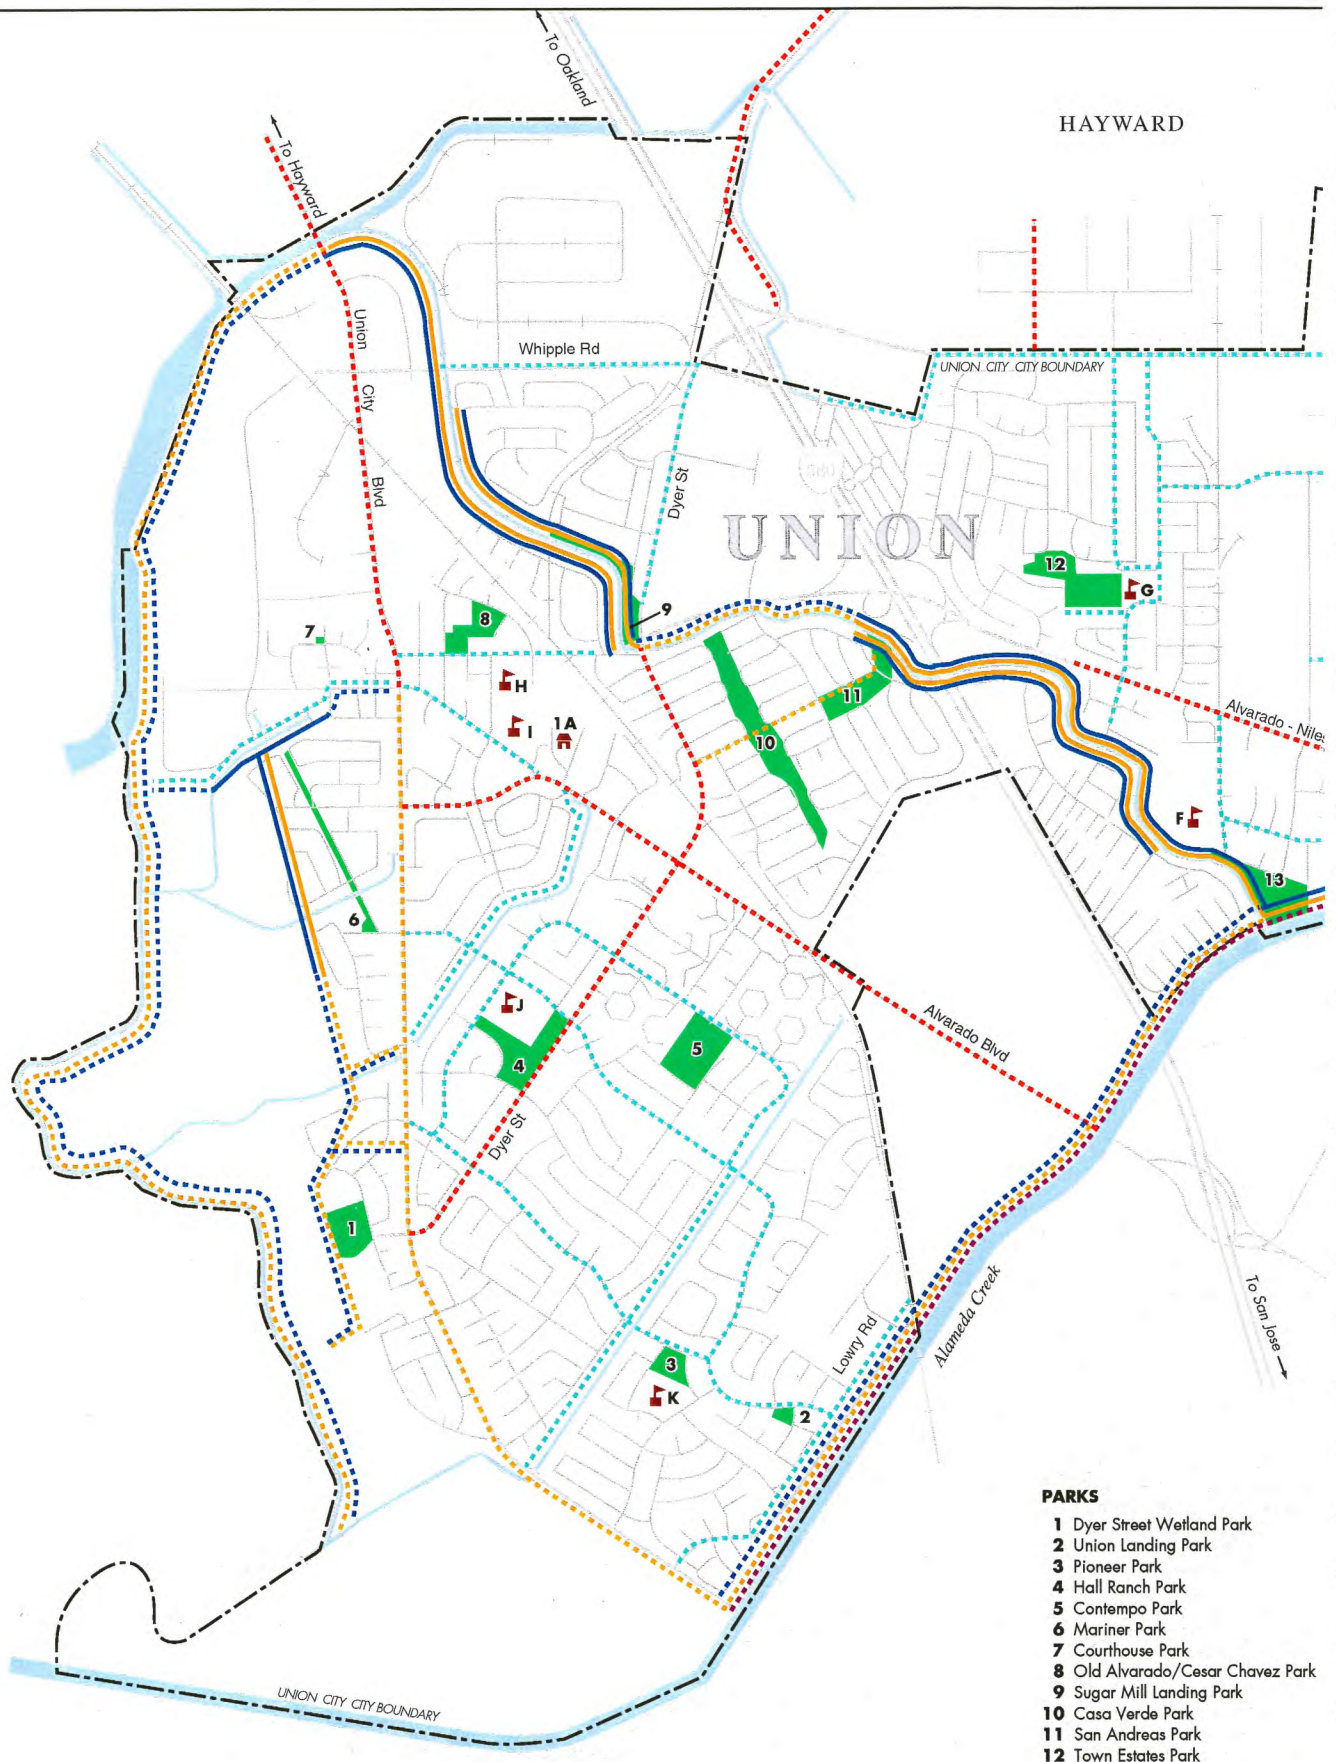 To Oakland
HAYWARD
To Hayward
Union
City
Blvd
Whipple Rd
UNION CITY CITY BOUNDARY
Dyer St
880
UNION
12
G
9
8
7
H
I
1A
11
10
Alvarado - Niles
F
13
6
J
5
4
Alvarado Blvd
Dyer St
1
To San Jose
Alameda Creek
Lowry Rd
3
K
2
UNION CITY CITY BOUNDARY
PARKS
1 Dyer Street Wetland Park
2 Union Landing Park
3 Pioneer Park
4 Hall Ranch Park
5 Contempo Park
6 Mariner Park
7 Courthouse Park
8 Old Alvarado/Cesar Chavez Park
9 Sugar Mill Landing Park
10 Casa Verde Park
11 San Andreas Park
12 Town Estates Park